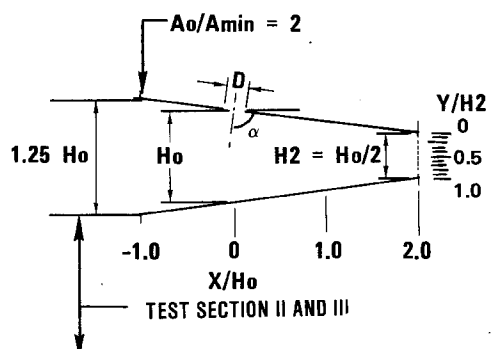 Ao/Amin = 2
D
Y/H2
α
0
1.25 Ho
Ho
H2 = Ho/2
0.5
1.0
-1.0
0
1.0
2.0
X/Ho
TEST SECTION II AND III